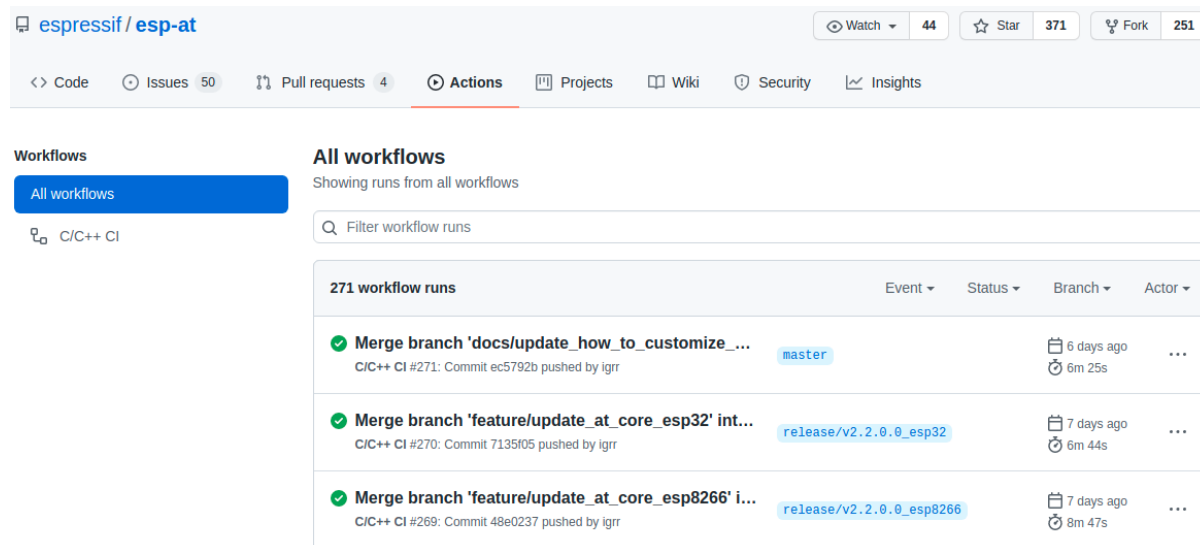 espressif / esp-at
Watch 44 Star 371 Fork 251
Code Issues 50 Pull requests 4 Actions Projects Wiki Security Insights
Workflows
All workflows
C/C++ CI
All workflows
Showing runs from all workflows
Filter workflow runs
271 workflow runs Event Status Branch Actor
Merge branch 'docs/update_how_to_customize_... master 6 days ago
C/C++ CI #271: Commit ec5792b pushed by igrr 6m 25s
Merge branch 'feature/update_at_core_esp32' int... release/v2.2.0.0_esp32 7 days ago
C/C++ CI #270: Commit 7135f05 pushed by igrr 6m 44s
Merge branch 'feature/update_at_core_esp8266' i... release/v2.2.0.0_esp8266 7 days ago
C/C++ CI #269: Commit 48e0237 pushed by igrr 8m 47s